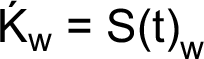 Ḱw = S(t)w